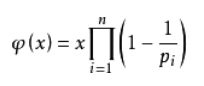 φ(x) = x∏_{i=1}^{n}(1 − 1/p_i)